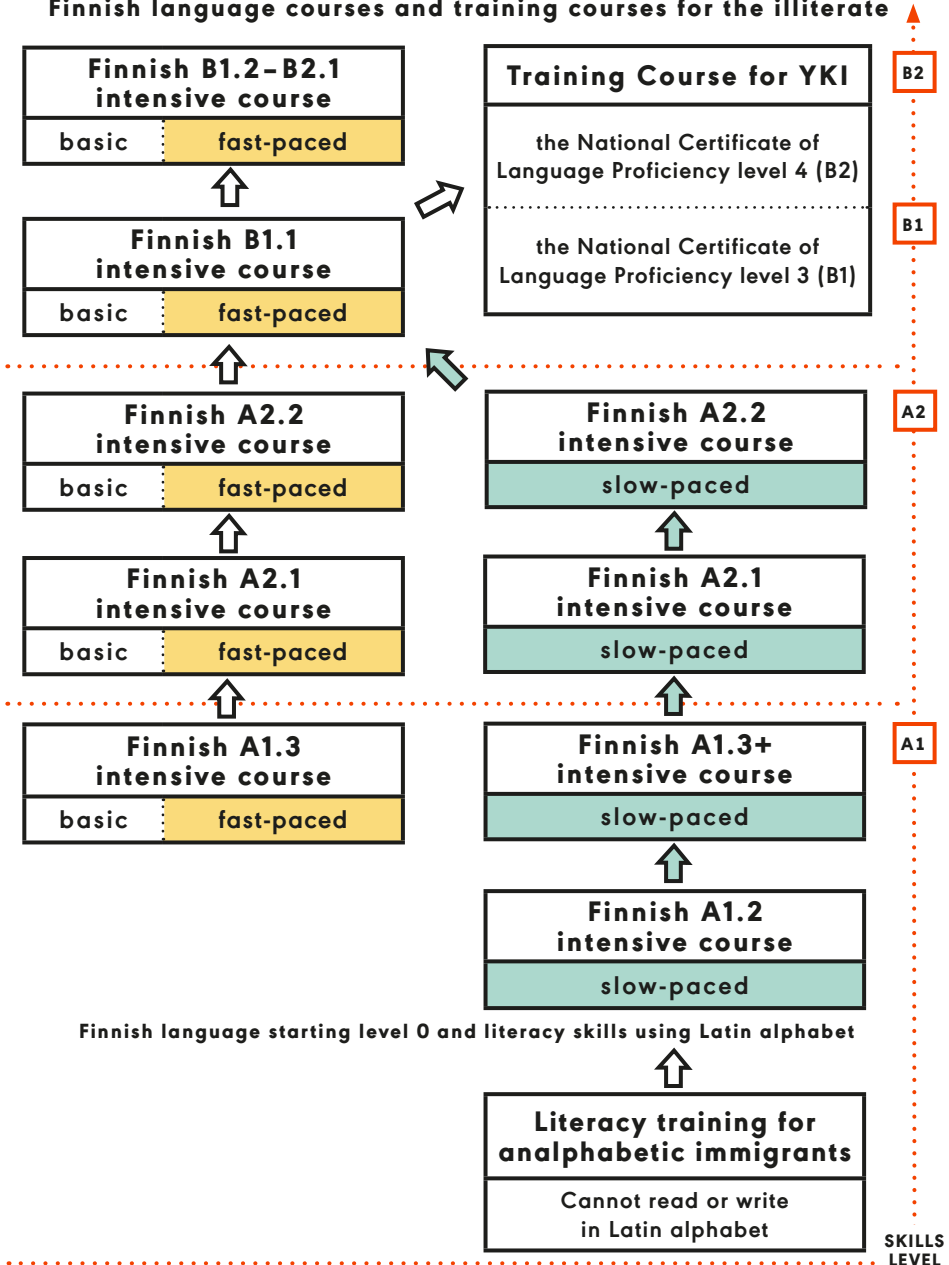 Finnish language courses and training courses for the illiterate
Finnish B1.2–B2.1
intensive course
basic fast-paced
Training Course for YKI
the National Certificate of
Language Proficiency level 4 (B2)
the National Certificate of
Language Proficiency level 3 (B1)
B2
B1
Finnish B1.1
intensive course
basic fast-paced
Finnish A2.2
intensive course
basic fast-paced
Finnish A2.2
intensive course
slow-paced
A2
Finnish A2.1
intensive course
basic fast-paced
Finnish A2.1
intensive course
slow-paced
Finnish A1.3
intensive course
basic fast-paced
Finnish A1.3+
intensive course
slow-paced
A1
Finnish A1.2
intensive course
slow-paced
Finnish language starting level 0 and literacy skills using Latin alphabet
Literacy training for
analphabetic immigrants
Cannot read or write
in Latin alphabet
SKILLS
LEVEL